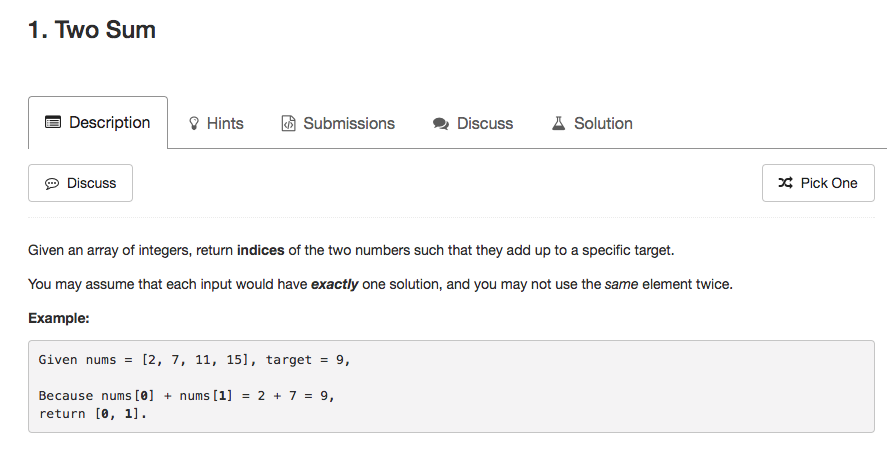 1. Two Sum
Description
Hints
Submissions
Discuss
Solution
Discuss
Pick One
Given an array of integers, return indices of the two numbers such that they add up to a specific target.
You may assume that each input would have exactly one solution, and you may not use the same element twice.
Example:
Given nums = [2, 7, 11, 15], target = 9,
Because nums[0] + nums[1] = 2 + 7 = 9,
return [0, 1].